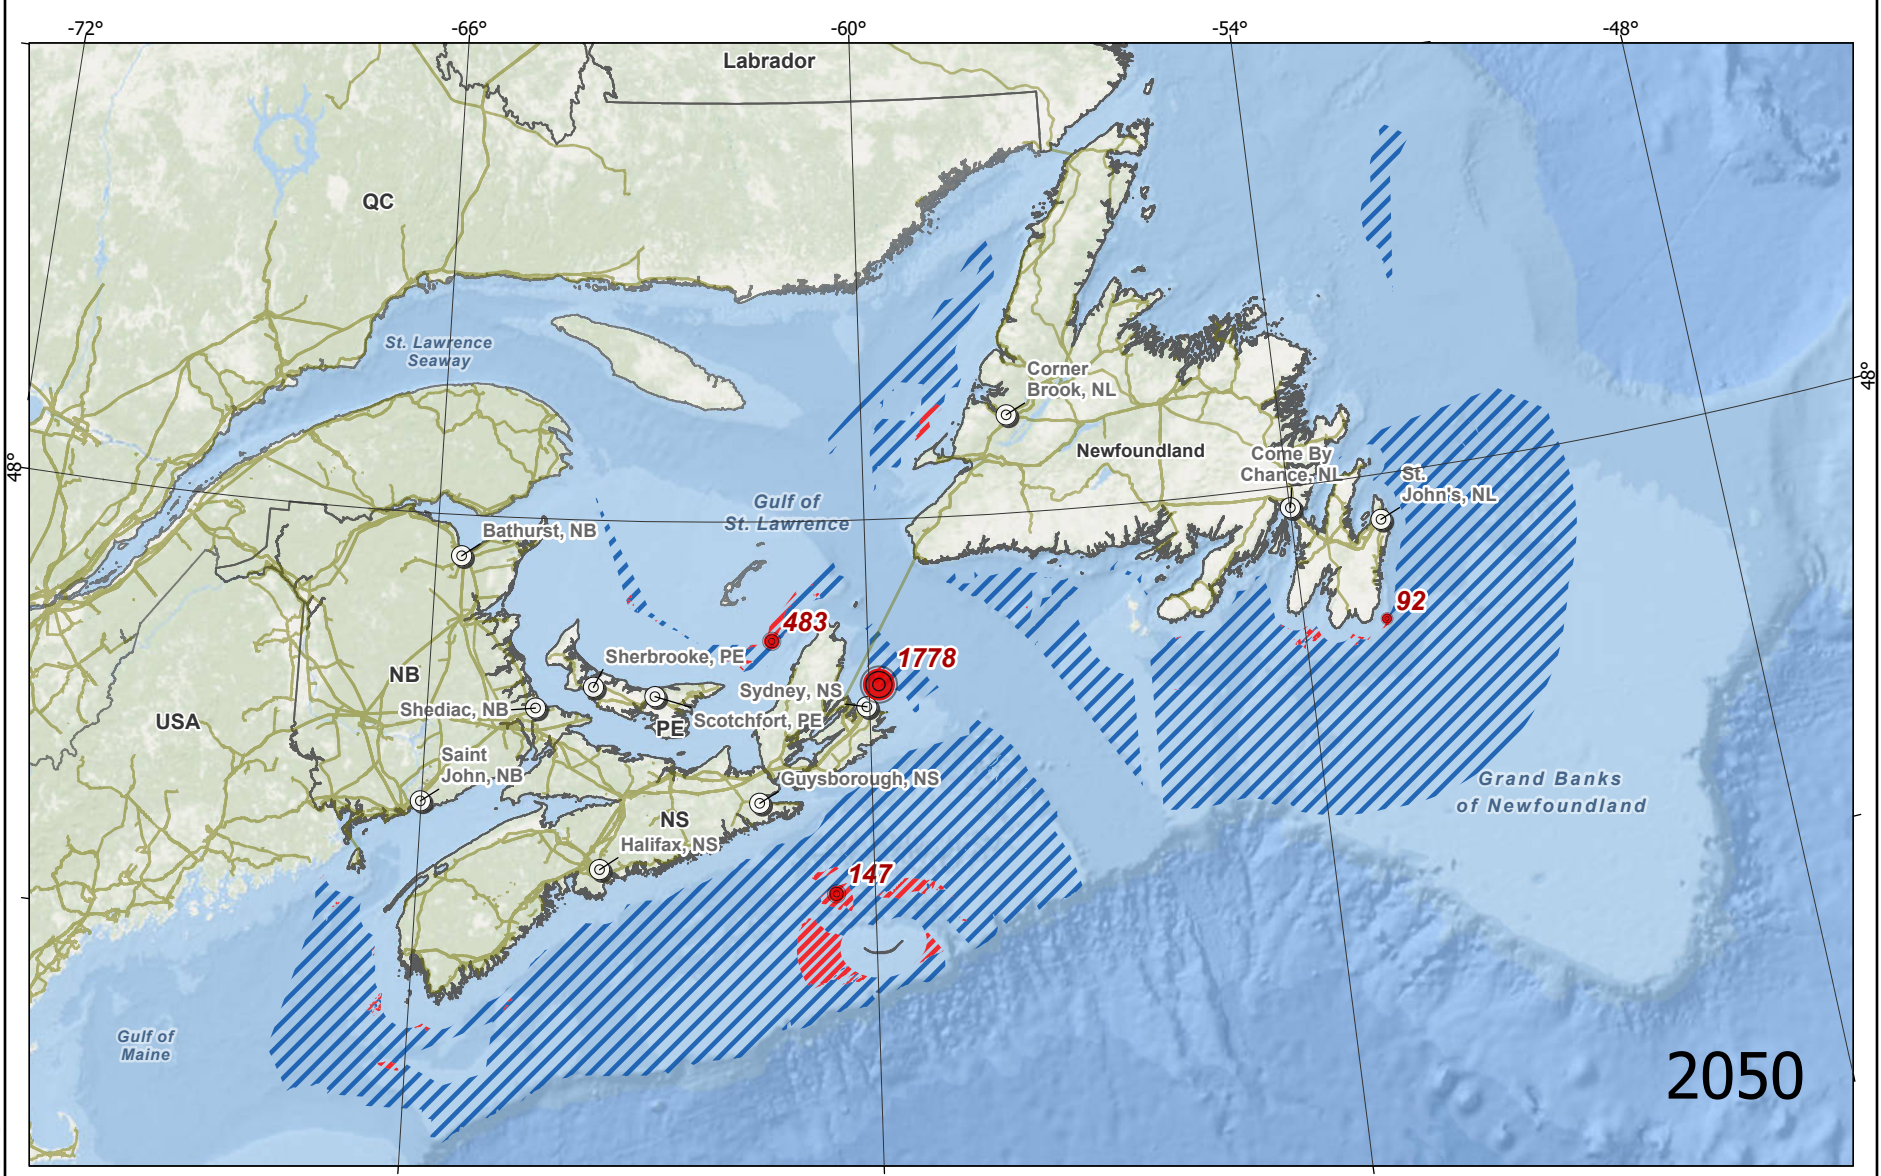 -72°
-66°
-60°
-54°
-48°
Labrador
QC
St. Lawrence
Seaway
Corner
Brook, NL
48°
Newfoundland
Come By
Chance, NL
St.
John's, NL
48°
Gulf of
St. Lawrence
Bathurst, NB
92
483
1778
Sherbrooke, PE
NB
Sydney, NS
Shediac, NB
Scotchfort, PE
USA
PE
Saint
John, NB
Guysborough, NS
Grand Banks
of Newfoundland
NS
Halifax, NS
147
Gulf of
Maine
2050